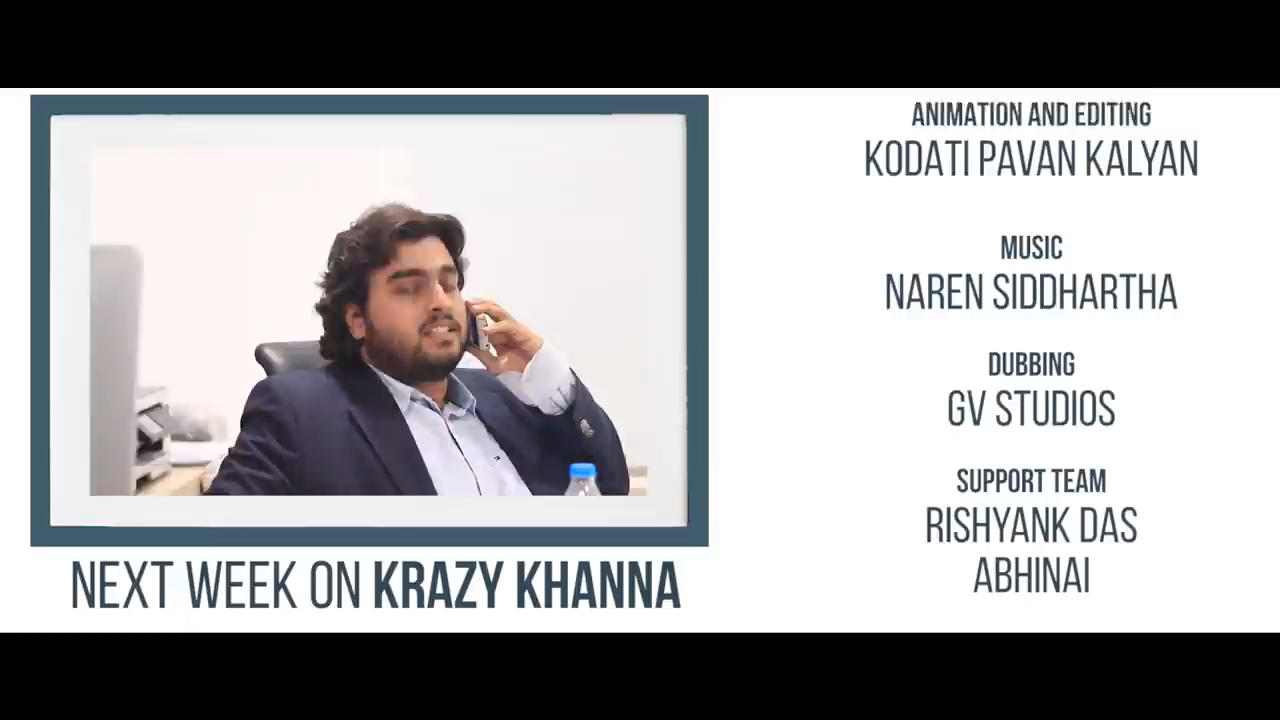 NEXT WEEK ON KRAZY KHANNA
ANIMATION AND EDITING
KODATI PAVAN KALYAN
MUSIC
NAREN SIDDHARTHA
DUBBING
GV STUDIOS
SUPPORT TEAM
RISHYANK DAS
ABHINAI